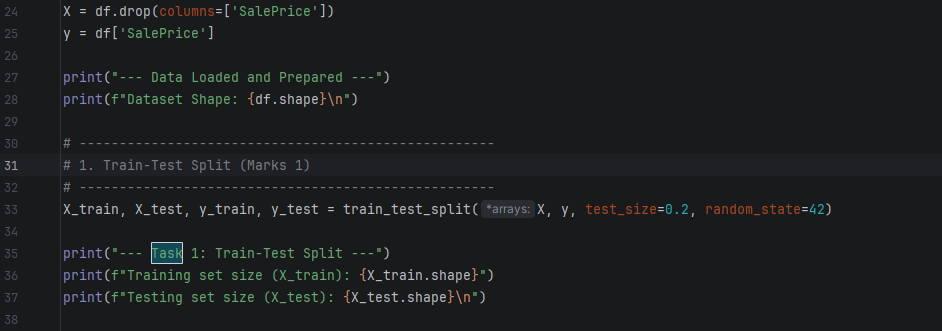 24 X = df.drop(columns=['SalePrice'])
25 y = df['SalePrice']
26
27 print("--- Data Loaded and Prepared ---")
28 print(f"Dataset Shape: {df.shape}\n")
29
30 # ----------------------------------------------------
31 # 1. Train-Test Split (Marks 1)
32 # ----------------------------------------------------
33 X_train, X_test, y_train, y_test = train_test_split(*arrays: X, y, test_size=0.2, random_state=42)
34
35 print("--- Task 1: Train-Test Split ---")
36 print(f"Training set size (X_train): {X_train.shape}")
37 print(f"Testing set size (X_test): {X_test.shape}\n")
38